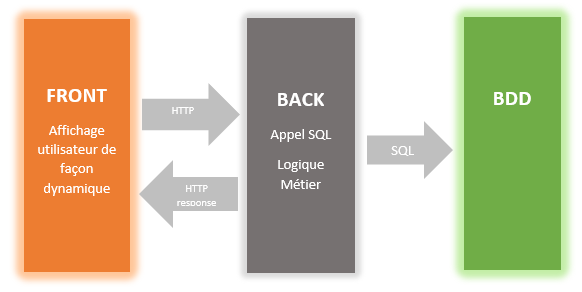 FRONT
Affichage
utilisateur de
façon
dynamique
HTTP
HTTP
response
BACK
Appel SQL
Logique
Métier
SQL
BDD